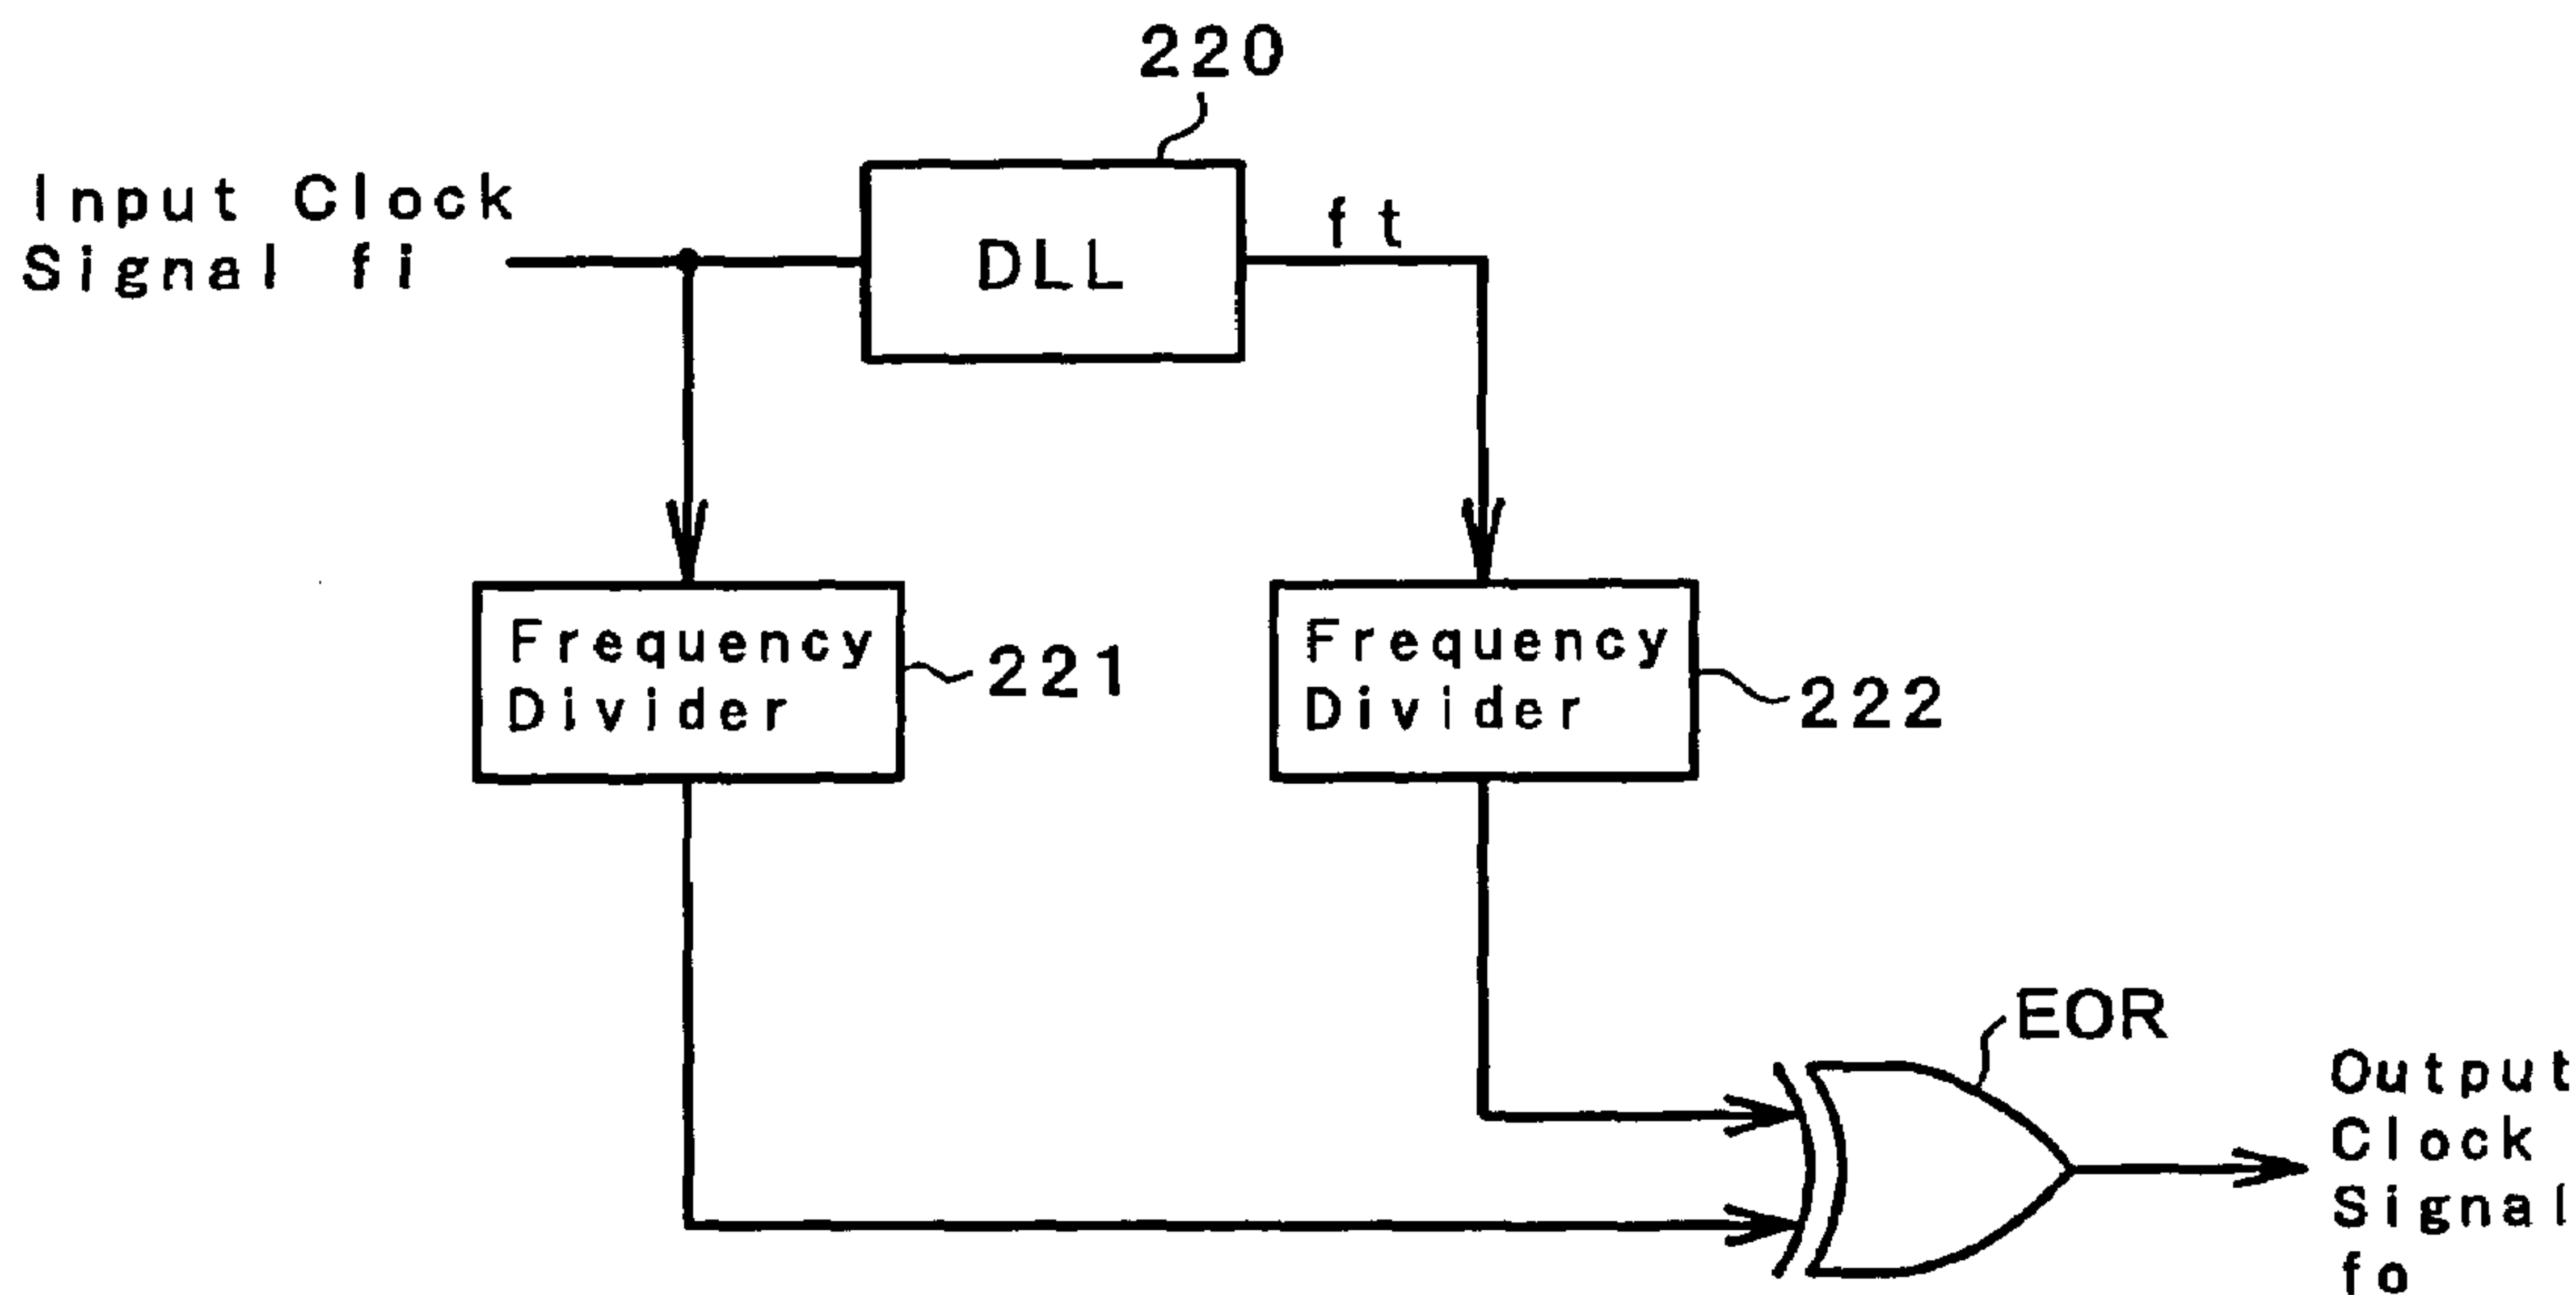 220
Input Clock
Signal fi
DLL
ft
Frequency
Divider
221
Frequency
Divider
222
EOR
Output
Clock
Signal
fo